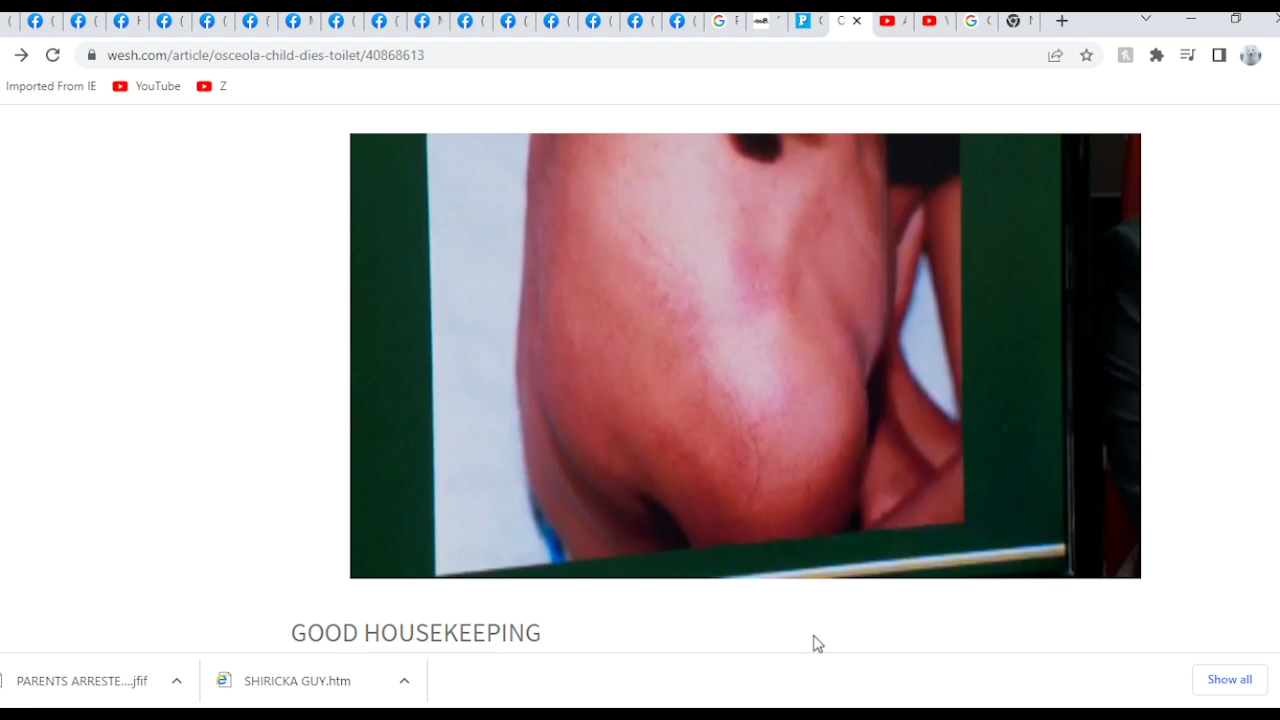 wesh.com/article/osceola-child-dies-toilet/40868613
Imported From IE YouTube Z
GOOD HOUSEKEEPING
PARENTS ARRESTE....jfif SHIRICKA GUY.htm Show all